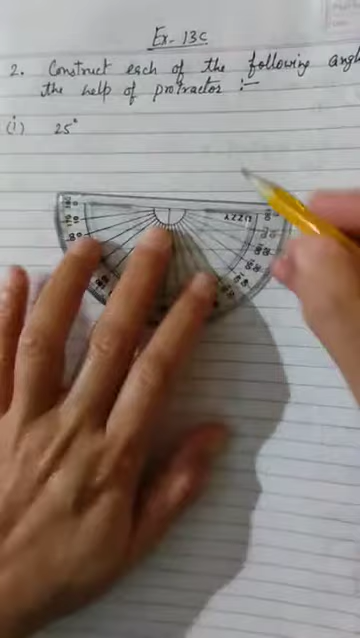 Ex- 13c
2. Construct each of the following angl
the help of protractor :-
(i) 25°